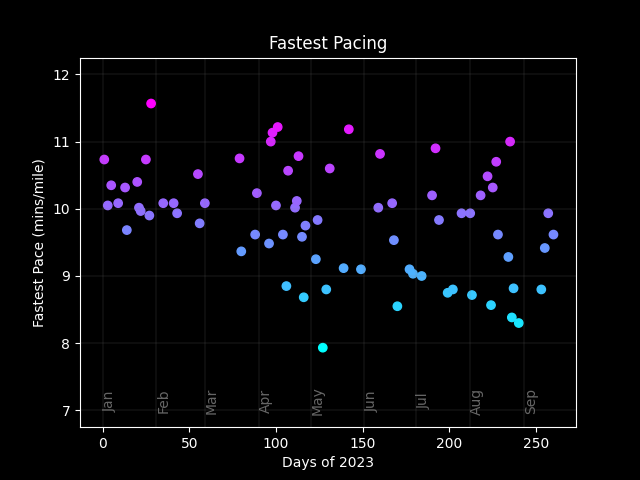 Fastest Pacing
Fastest Pace (mins/mile)
12
11
10
9
8
7
Jan Feb Mar Apr May Jun Jul Aug Sep
0 50 100 150 200 250
Days of 2023